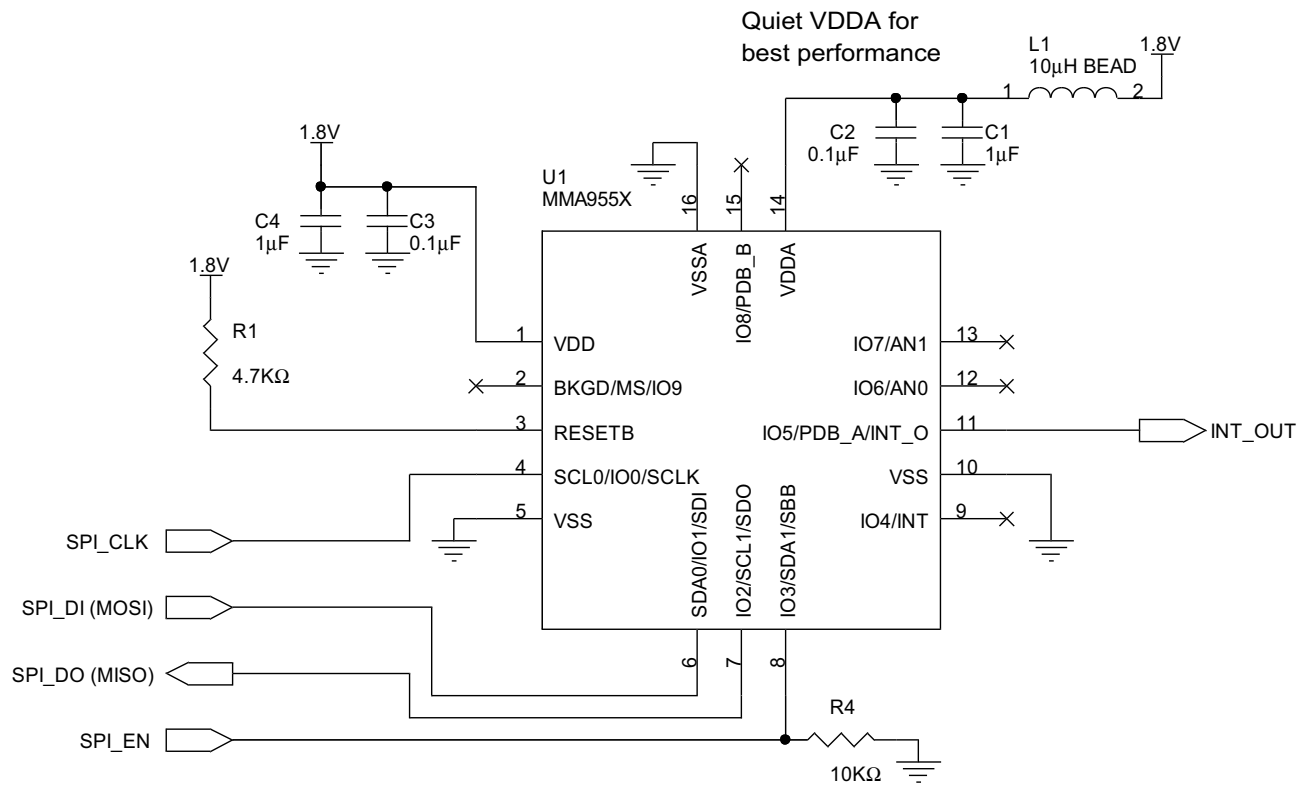 Quiet VDDA for
best performance
L1
10μH BEAD
1.8V
1
2
C2
0.1μF
C1
1μF
1.8V
C4
1μF
C3
0.1μF
U1
MMA955X
16
15
14
VSSA
IO8/PDB_B
VDDA
1.8V
R1
4.7KΩ
1
VDD
2
BKGD/MS/IO9
3
RESETB
4
SCL0/IO0/SCLK
5
VSS
IO7/AN1
13
IO6/AN0
12
IO5/PDB_A/INT_O
11
INT_OUT
VSS
10
IO4/INT
9
SDA0/IO1/SDI
IO2/SCL1/SDO
IO3/SDA1/SBB
6
7
8
SPI_CLK
SPI_DI (MOSI)
SPI_DO (MISO)
SPI_EN
R4
10KΩ